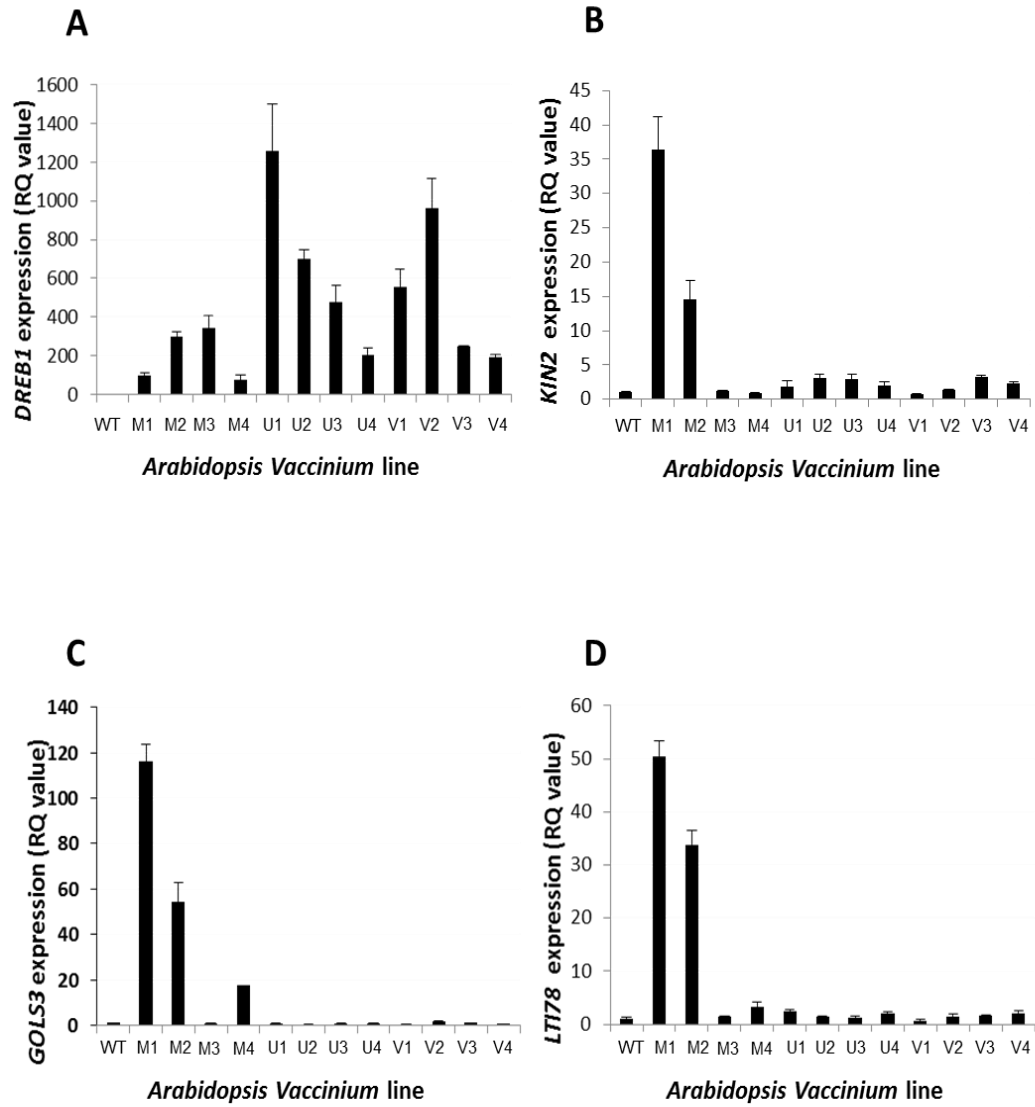 A
DREB1 expression (RQ value)
1600
1400
1200
1000
800
600
400
200
0
WT M1 M2 M3 M4 U1 U2 U3 U4 V1 V2 V3 V4
Arabidopsis Vaccinium line
B
KIN2 expression (RQ value)
45
40
35
30
25
20
15
10
5
0
WT M1 M2 M3 M4 U1 U2 U3 U4 V1 V2 V3 V4
Arabidopsis Vaccinium line
C
GOLS3 expression (RQ value)
140
120
100
80
60
40
20
0
WT M1 M2 M3 M4 U1 U2 U3 U4 V1 V2 V3 V4
Arabidopsis Vaccinium line
D
LTI78 expression (RQ value)
60
50
40
30
20
10
0
WT M1 M2 M3 M4 U1 U2 U3 U4 V1 V2 V3 V4
Arabidopsis Vaccinium line